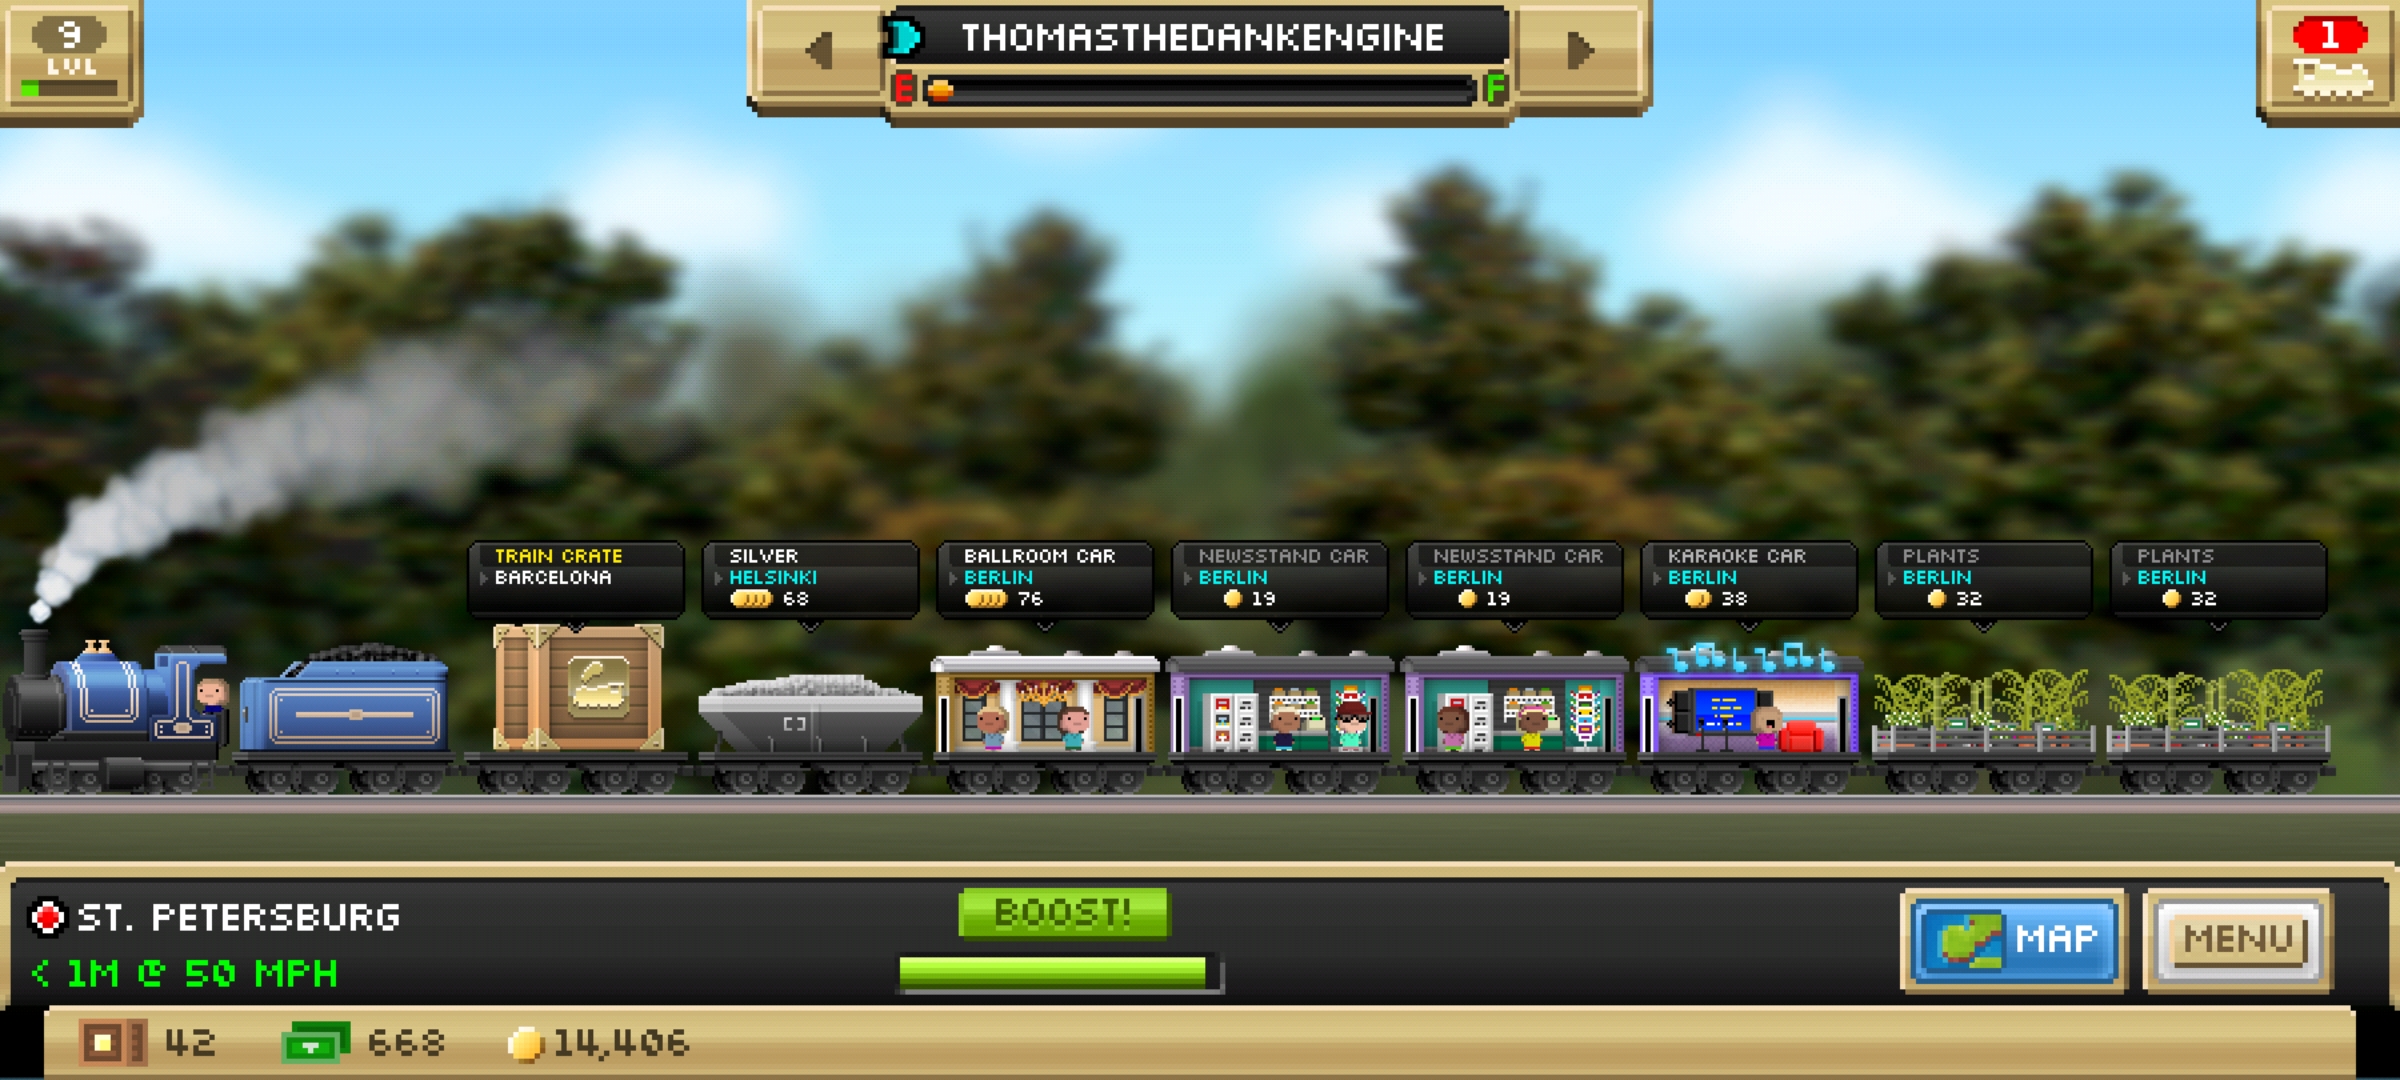 9
LVL
THOMASTHEDANKENGINE
E F
1
TRAIN CRATE
BARCELONA
SILVER
HELSINKI
68
BALLROOM CAR
BERLIN
76
NEWSSTAND CAR
BERLIN
19
NEWSSTAND CAR
BERLIN
19
KARAOKE CAR
BERLIN
38
PLANTS
BERLIN
32
PLANTS
BERLIN
32
ST. PETERSBURG
< 1M @ 50 MPH
BOOST!
MAP
MENU
42 668 14,406